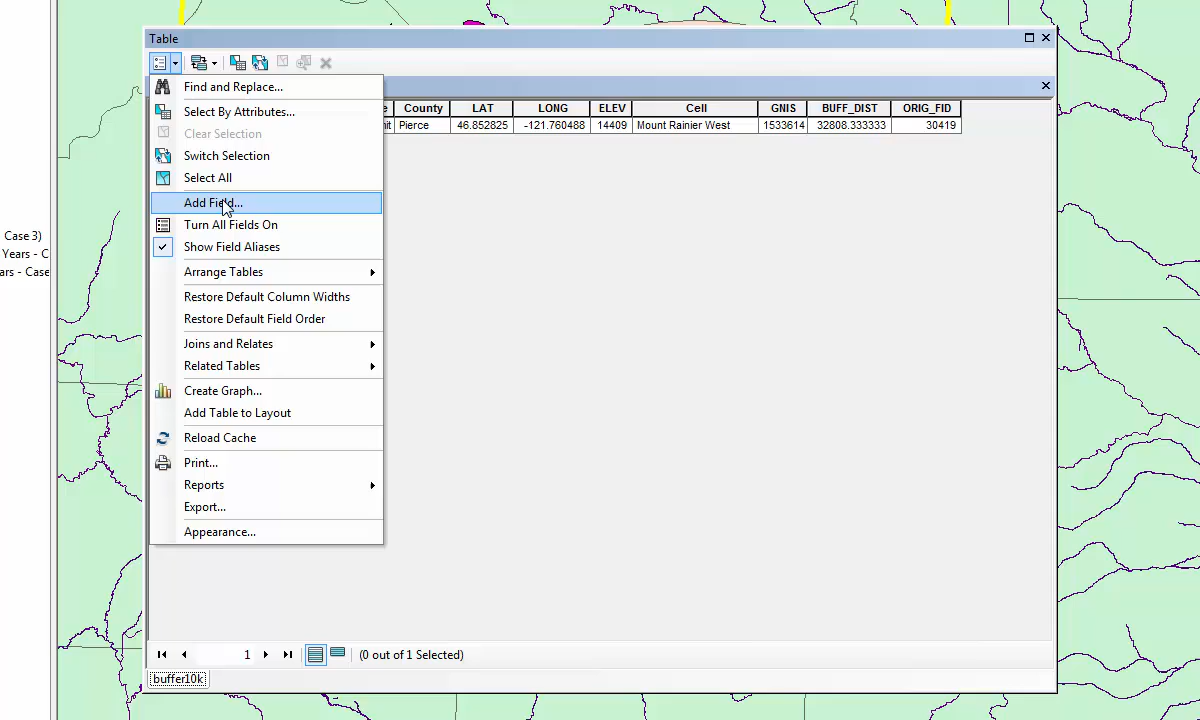 Table
Find and Replace...
Select By Attributes...
Clear Selection
Switch Selection
Select All
Add Field...
Turn All Fields On
Show Field Aliases
Arrange Tables
Restore Default Column Widths
Restore Default Field Order
Joins and Relates
Related Tables
Create Graph...
Add Table to Layout
Reload Cache
Print...
Reports
Export...
Appearance...
e County LAT LONG ELEV Cell GNIS BUFF_DIST ORIG_FID
nit Pierce 46.852825 -121.760488 14409 Mount Rainier West 1533614 32808.333333 30419
Case 3)
Years - C
ars - Case
1 (0 out of 1 Selected)
buffer10k